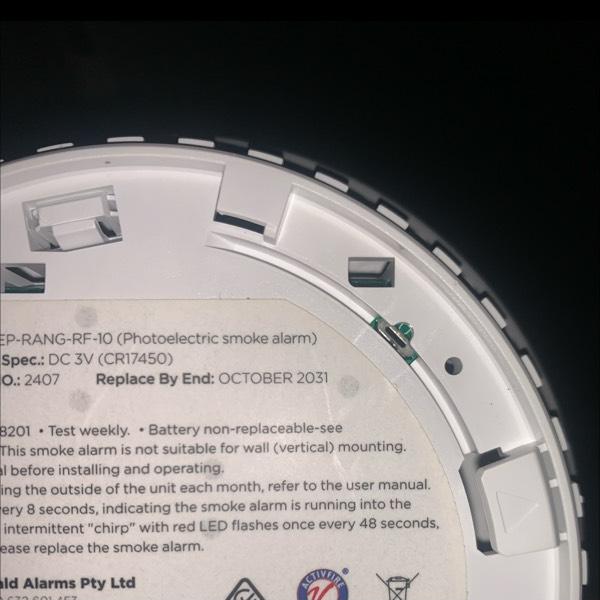 EP-RANG-RF-10 (Photoelectric smoke alarm)
Spec.: DC 3V (CR17450)
O.: 2407 Replace By End: OCTOBER 2031
8201 • Test weekly. • Battery non-replaceable-see
This smoke alarm is not suitable for wall (vertical) mounting.
al before installing and operating.
ing the outside of the unit each month, refer to the user manual.
ery 8 seconds, indicating the smoke alarm is running into the
intermittent "chirp" with red LED flashes once every 48 seconds,
ease replace the smoke alarm.
ald Alarms Pty Ltd
ACTIVFIRE